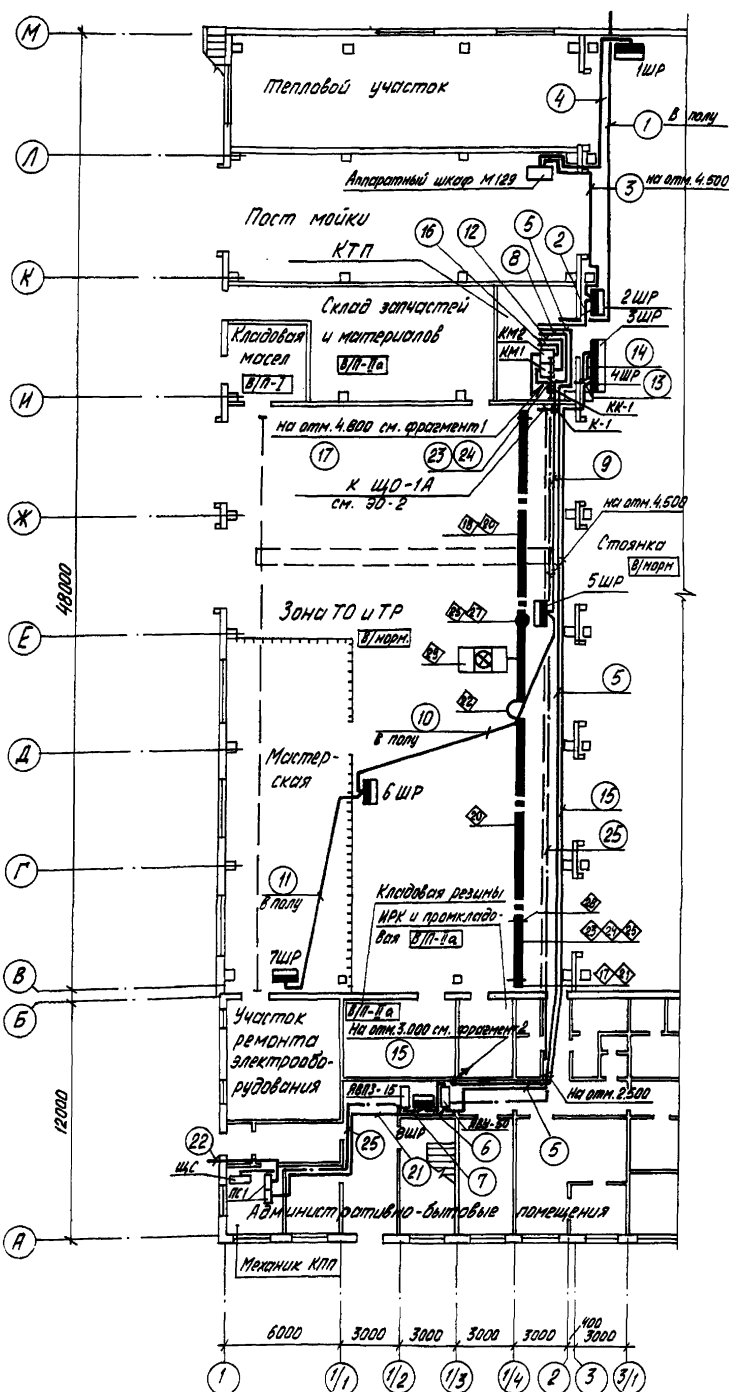 М
Тепловой участок
1ШР
4
1
В полу
Л
Аппаратный шкаф М129
3
на отм. 4.500
Пост мойки
16
12
5
2
КТП
8
К
Склад запчастей
и материалов
В/П-IIа
Кладовая
масел
В/П-I
КМ2
КМ1
2ШР
3ШР
14
4ШР
13
И
КК-1
К-1
на отм. 4.800 см. фрагмент 1
17
23
24
9
К ЩО-1А
см. ЭО-2
на отм. 4.500
Ж
18
20
Стоянка
В/норм
5ШР
48000
Зона ТО и ТР
В/норм.
Е
5
10
в полу
Д
Мастер-
ская
6ШР
15
20
25
Г
11
в полу
Кладовая резины
ИРК и промкладо-
вая В/П-IIа
7ШР
17
21
В
Б
В/П-IIа
На отм. 3.000 см. фрагмент 2
15
Участок
ремонта
электрообо-
рудования
На отм. 2.500
12000
8ШР
6
5
22
25
21
7
ЩС
ПС1
Административно-бытовые помещения
А
Механик КПП
6000
3000
3000
3000
3000
400
3000
1
1/1
1/2
1/3
1/4
2
3
3/1